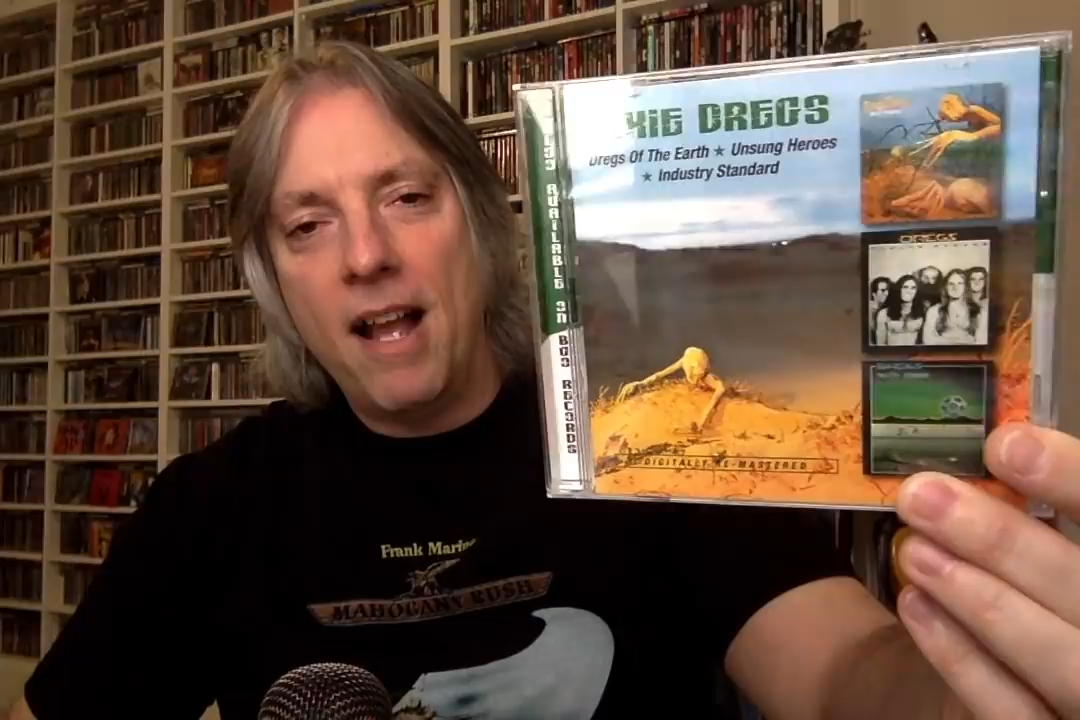 XIE DREGS
Dregs Of The Earth ★ Unsung Heroes
★ Industry Standard
DREGS
DIGITALLY RE-MASTERED
AVAILABLE ON BGO RECORDS
Frank Marino
MAHOGANY RUSH